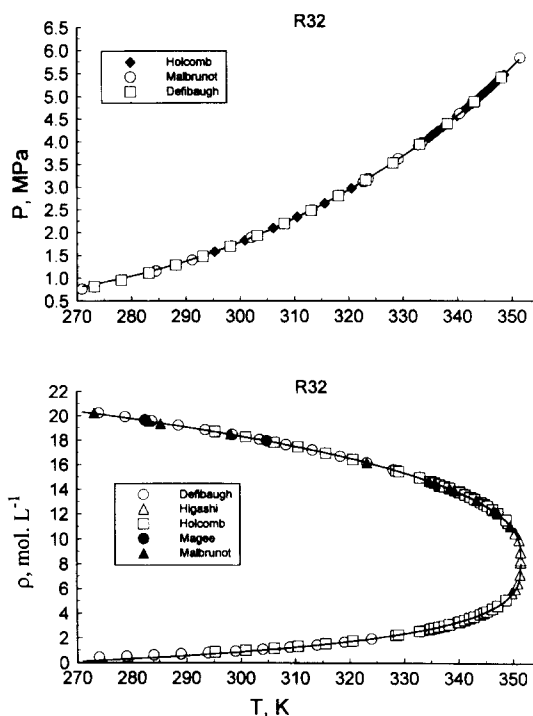 R32
Holcomb
Malbrunot
Defibaugh
P, MPa
6.5
6.0
5.5
5.0
4.5
4.0
3.5
3.0
2.5
2.0
1.5
1.0
0.5
270 280 290 300 310 320 330 340 350
R32
Defibaugh
Higashi
Holcomb
Magee
Malbrunot
ρ, mol. L⁻¹
22
20
18
16
14
12
10
8
6
4
2
0
270 280 290 300 310 320 330 340 350
T, K